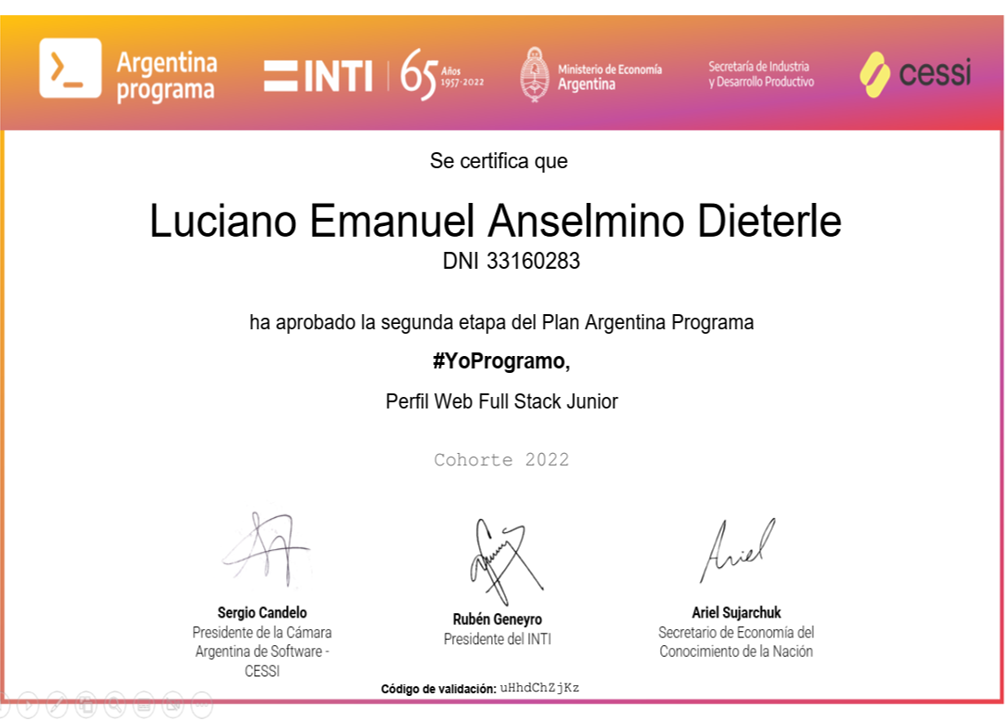 Argentina
programa
INTI
65 Años
1957-2022
Ministerio de Economía
Argentina
Secretaría de Industria
y Desarrollo Productivo
cessi
Se certifica que
Luciano Emanuel Anselmino Dieterle
DNI 33160283
ha aprobado la segunda etapa del Plan Argentina Programa
#YoProgramo,
Perfil Web Full Stack Junior
Cohorte 2022
Ariel
Sergio Candelo
Presidente de la Cámara
Argentina de Software -
CESSI
Rubén Geneyro
Presidente del INTI
Ariel Sujarchuk
Secretario de Economía del
Conocimiento de la Nación
Código de validación: uHhdChZjKz